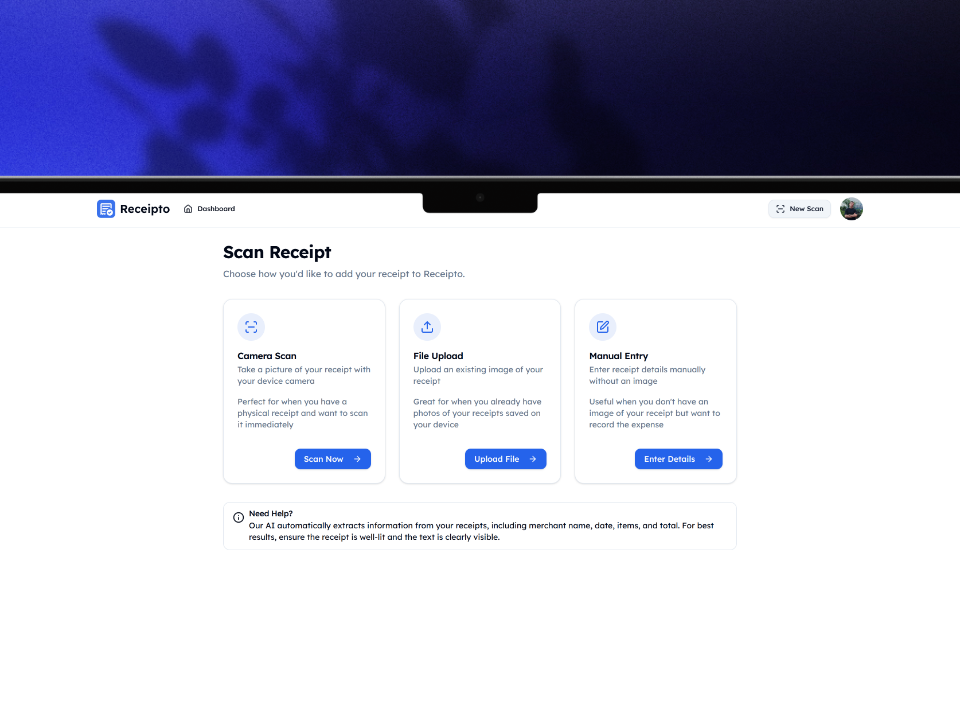 Receipto
Dashboard
New Scan
Scan Receipt
Choose how you'd like to add your receipt to Receipto.
Camera Scan
Take a picture of your receipt with
your device camera
Perfect for when you have a
physical receipt and want to scan
it immediately
Scan Now
File Upload
Upload an existing image of your
receipt
Great for when you already have
photos of your receipts saved on
your device
Upload File
Manual Entry
Enter receipt details manually
without an image
Useful when you don't have an
image of your receipt but want to
record the expense
Enter Details
Need Help?
Our AI automatically extracts information from your receipts, including merchant name, date, items, and total. For best
results, ensure the receipt is well-lit and the text is clearly visible.